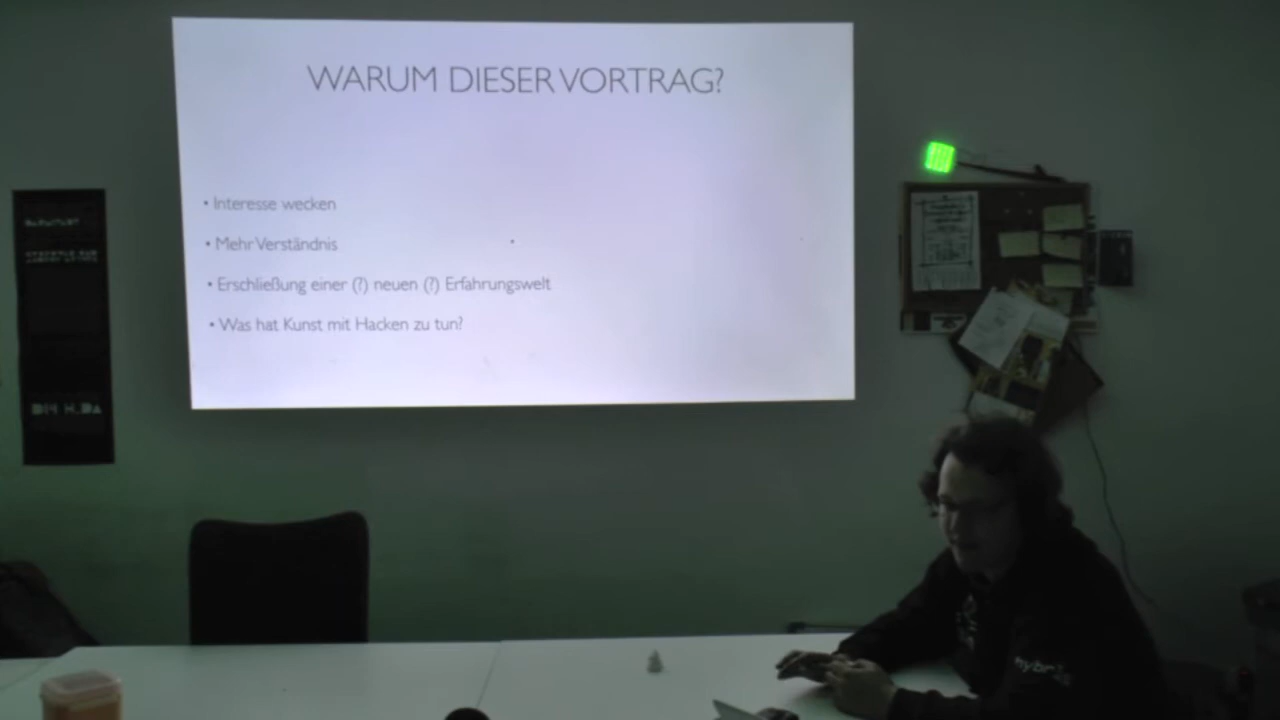 WARUM DIESER VORTRAG?
• Interesse wecken
• Mehr Verständnis
• Erschließung einer (?) neuen (?) Erfahrungswelt
• Was hat Kunst mit Hacken zu tun?